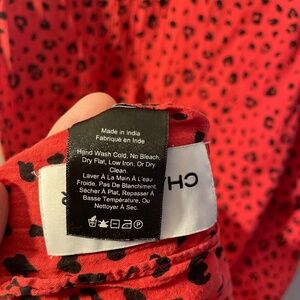 Made in India
Fabriqué en Inde
Hand Wash Cold, No Bleach,
Dry Flat, Low Iron, Or Dry
Clean.
Laver À La Main À L'eau
Froide, Pas De Blanchiment,
Sécher À Plat, Repasser À
Basse Température, Ou
Nettoyer À Sec.
CH